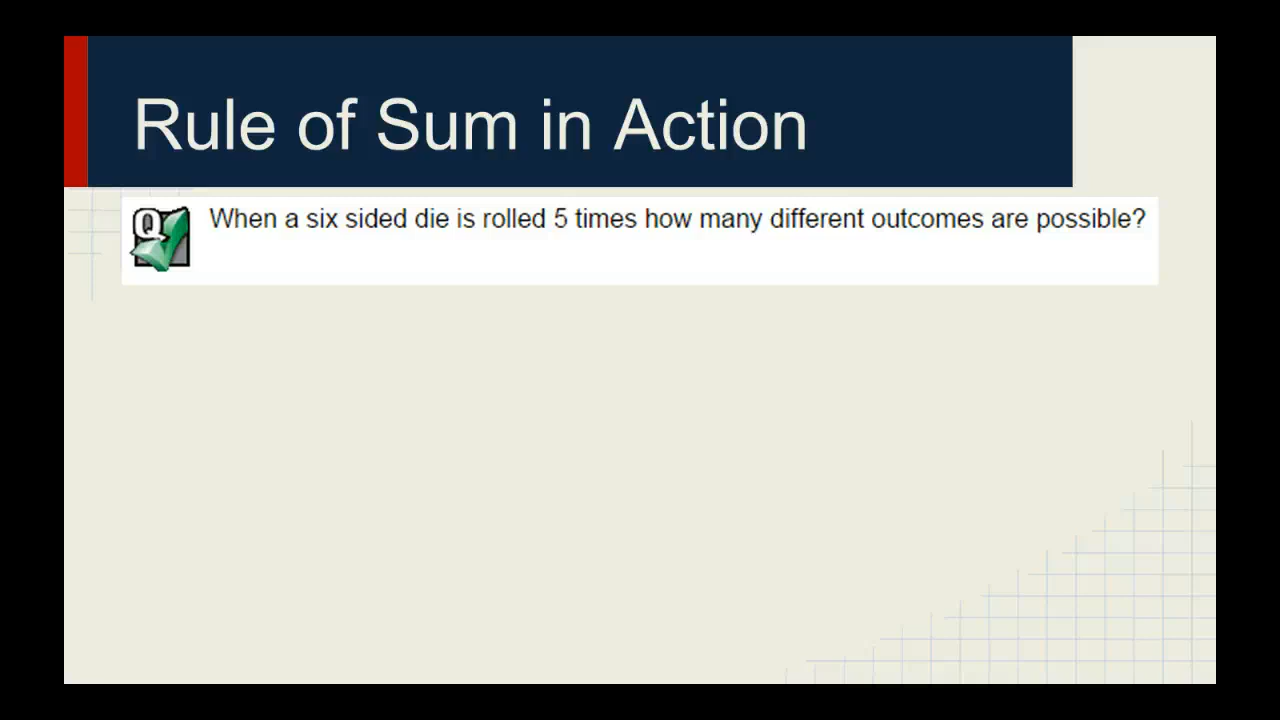 Rule of Sum in Action
Q
When a six sided die is rolled 5 times how many different outcomes are possible?